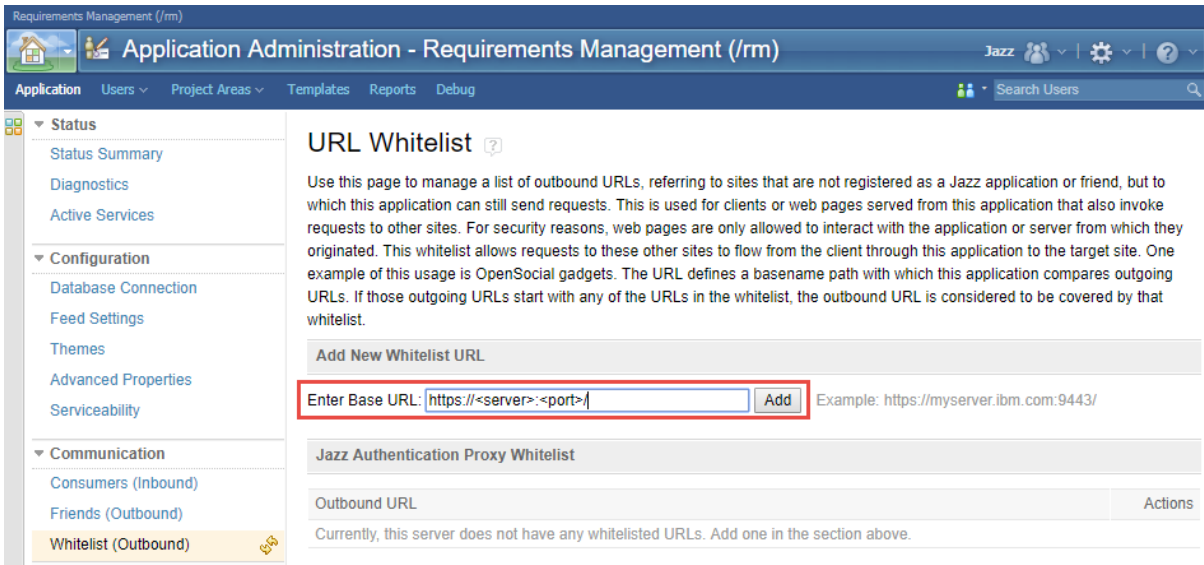 Requirements Management (/rm)
Application Administration - Requirements Management (/rm)
Jazz
Application Users Project Areas Templates Reports Debug
Search Users
Status
Status Summary
Diagnostics
Active Services
Configuration
Database Connection
Feed Settings
Themes
Advanced Properties
Serviceability
Communication
Consumers (Inbound)
Friends (Outbound)
Whitelist (Outbound)
URL Whitelist ?
Use this page to manage a list of outbound URLs, referring to sites that are not registered as a Jazz application or friend, but to
which this application can still send requests. This is used for clients or web pages served from this application that also invoke
requests to other sites. For security reasons, web pages are only allowed to interact with the application or server from which they
originated. This whitelist allows requests to these other sites to flow from the client through this application to the target site. One
example of this usage is OpenSocial gadgets. The URL defines a basename path with which this application compares outgoing
URLs. If those outgoing URLs start with any of the URLs in the whitelist, the outbound URL is considered to be covered by that
whitelist.
Add New Whitelist URL
Enter Base URL: https://<server>:<port>/ Add Example: https://myserver.ibm.com:9443/
Jazz Authentication Proxy Whitelist
Outbound URL Actions
Currently, this server does not have any whitelisted URLs. Add one in the section above.